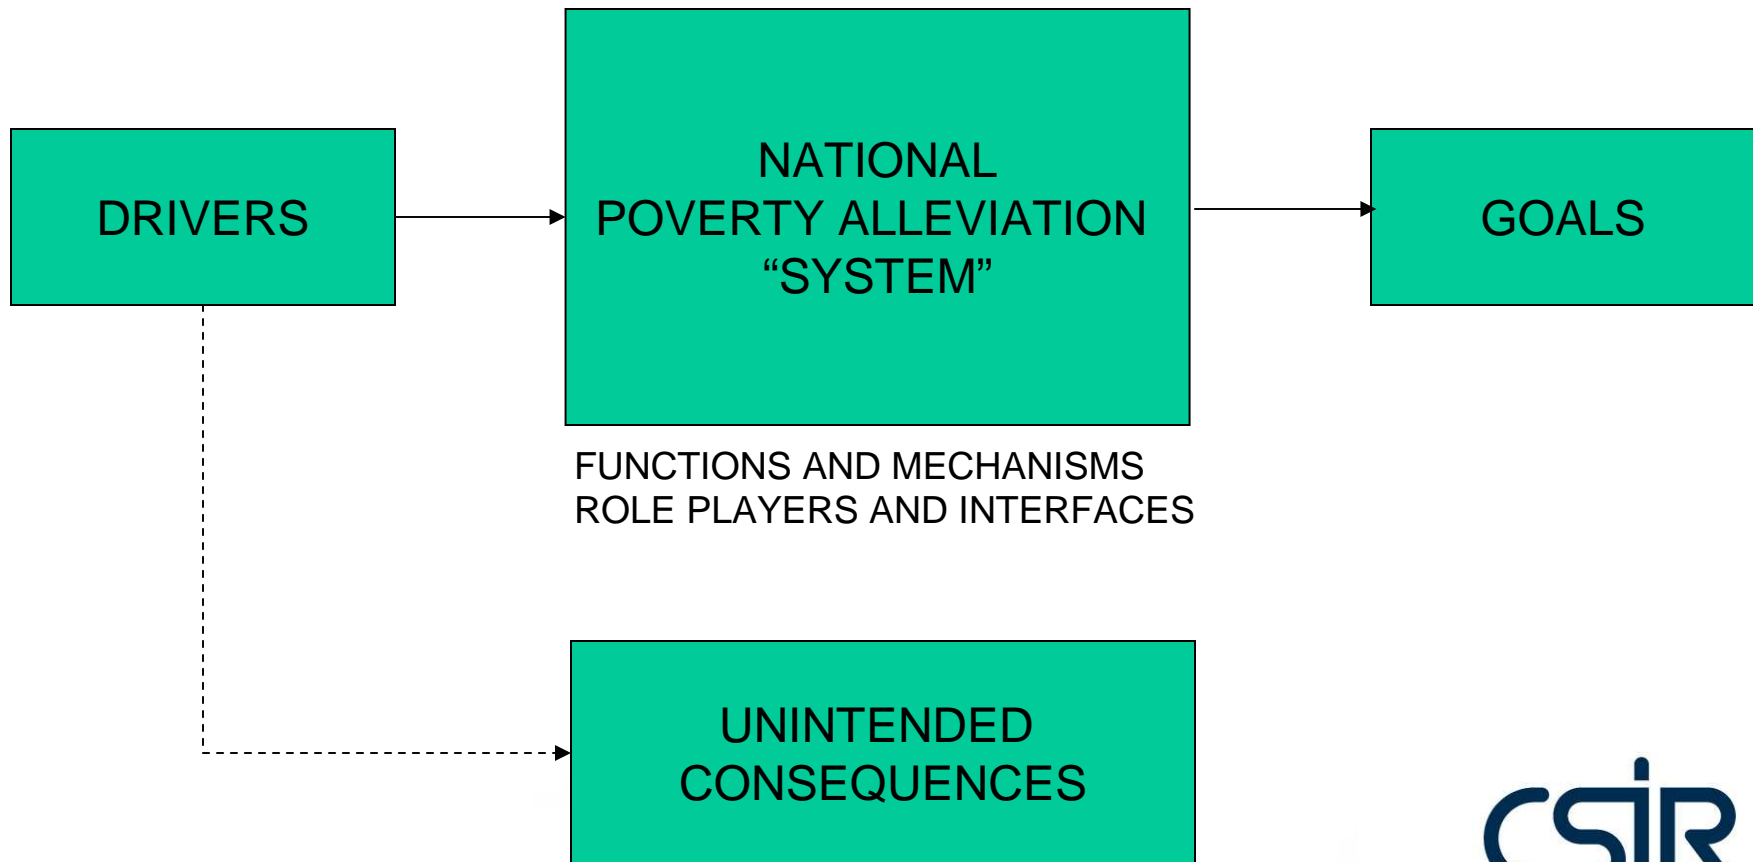 DRIVERS
NATIONAL
POVERTY ALLEVIATION
“SYSTEM”
GOALS
FUNCTIONS AND MECHANISMS
ROLE PLAYERS AND INTERFACES
UNINTENDED
CONSEQUENCES
CSIR